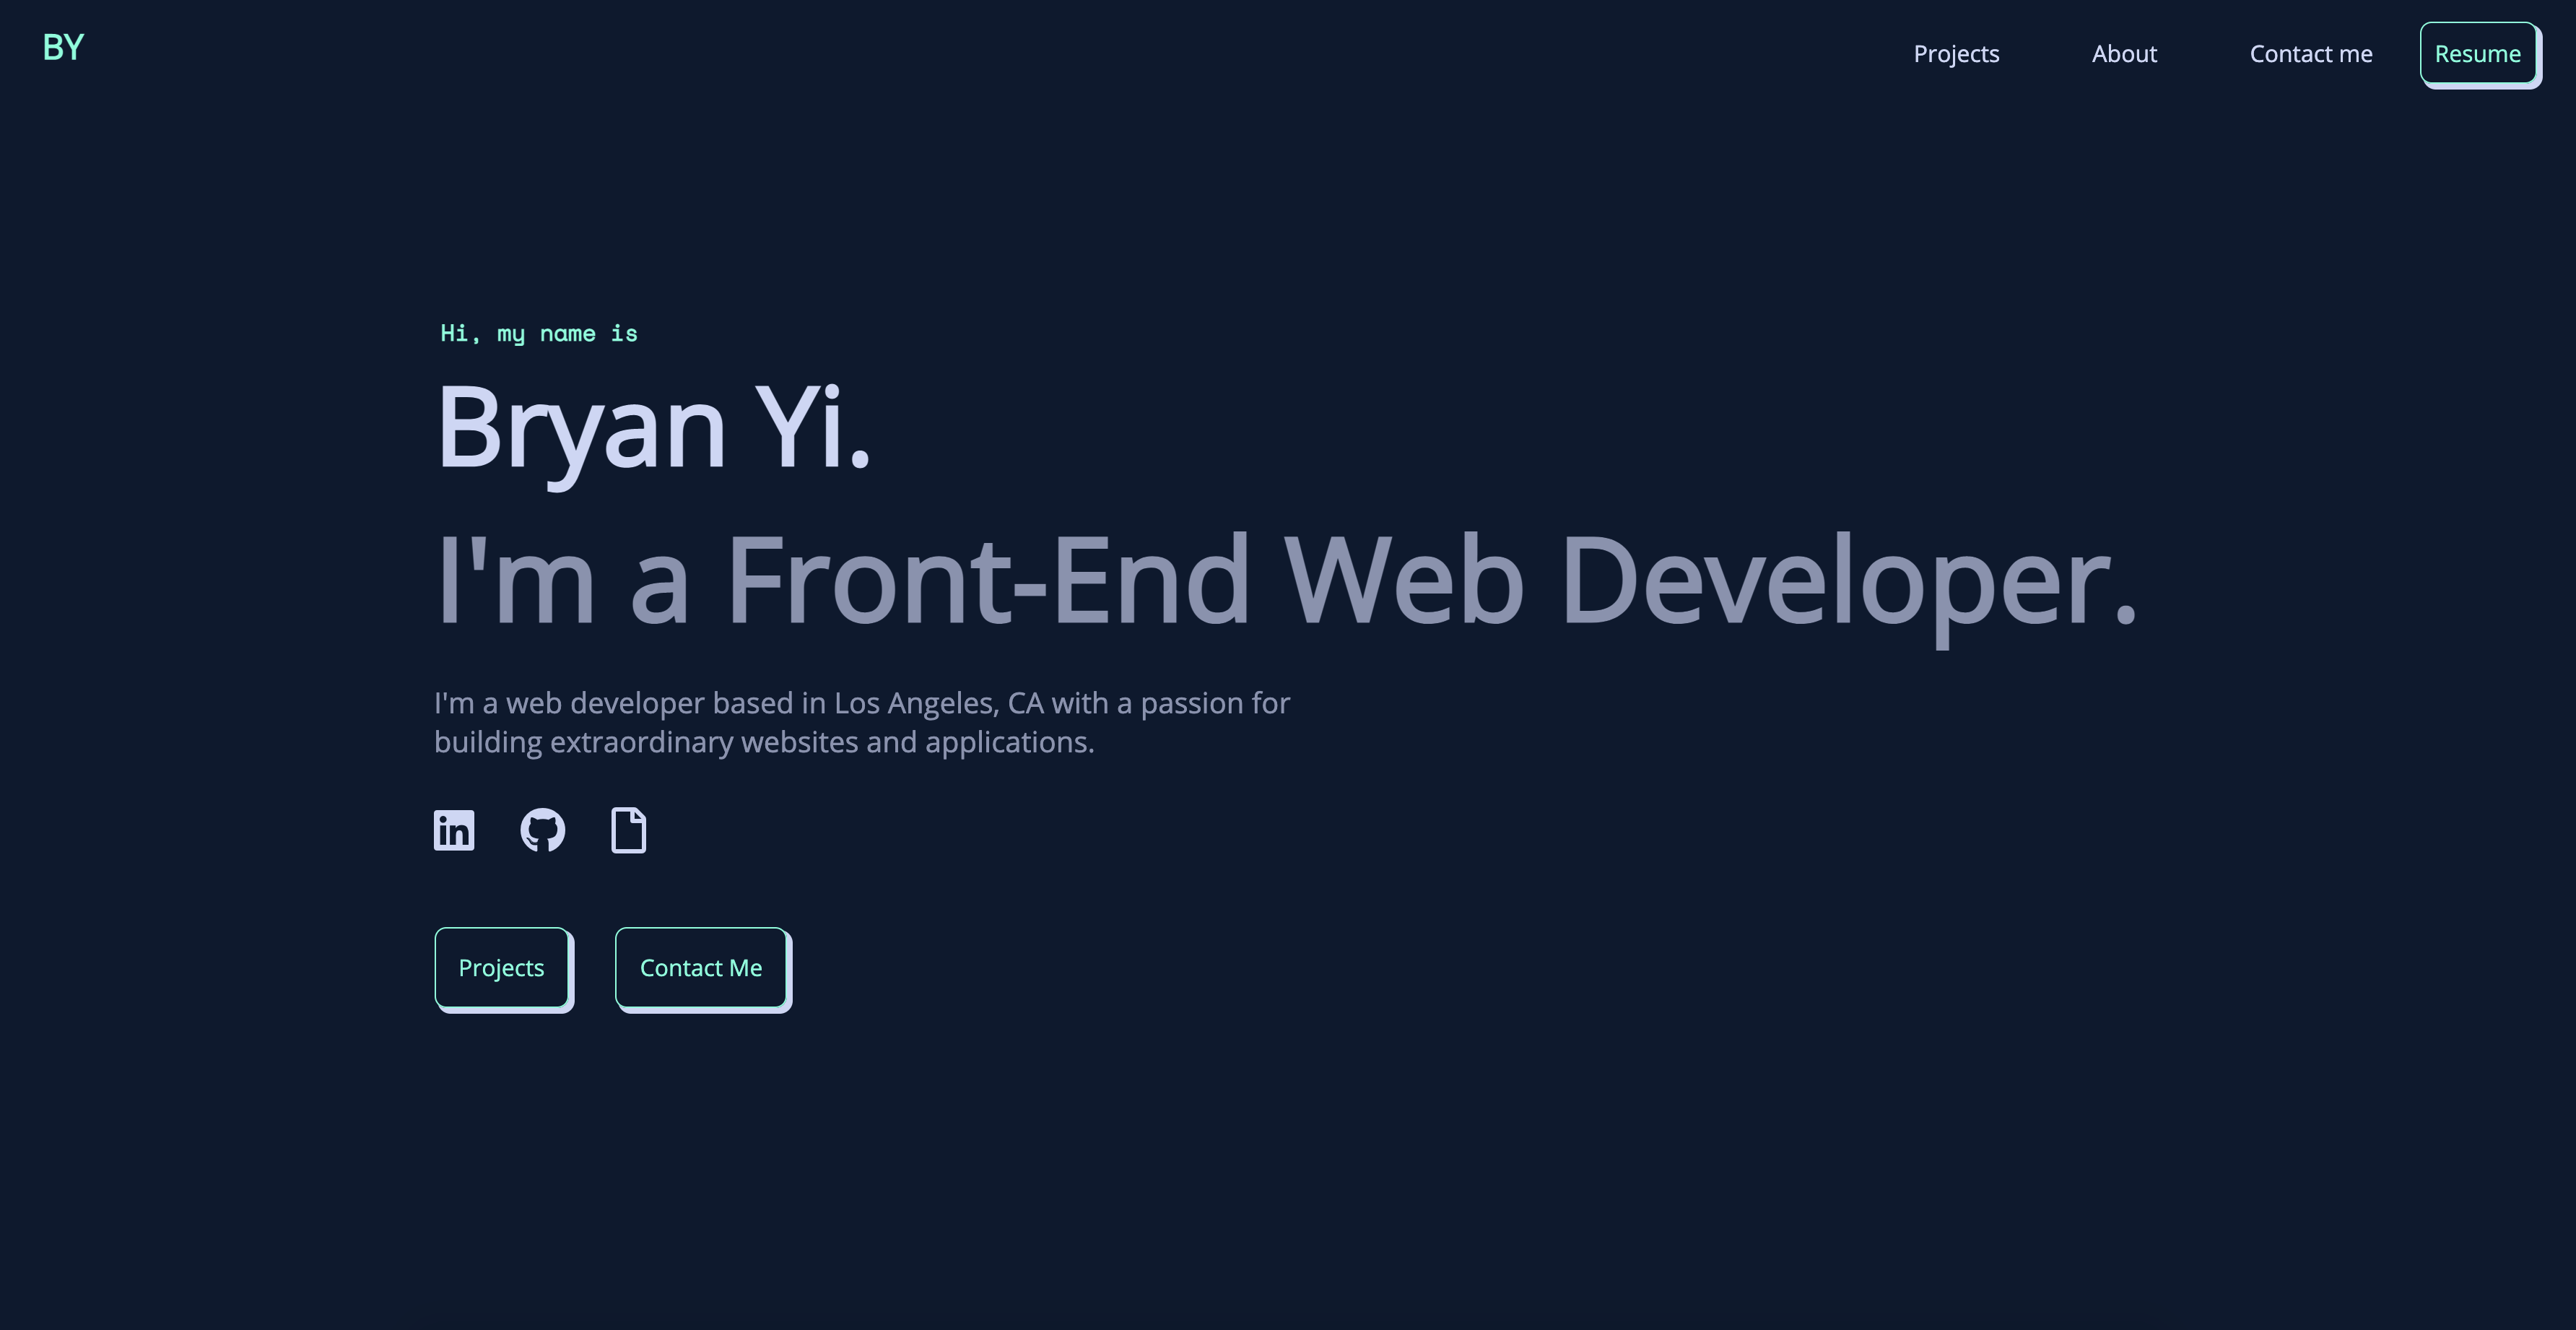 BY
Projects
About
Contact me
Resume
Hi, my name is
Bryan Yi.
I'm a Front-End Web Developer.
I'm a web developer based in Los Angeles, CA with a passion for
building extraordinary websites and applications.
in
Projects
Contact Me